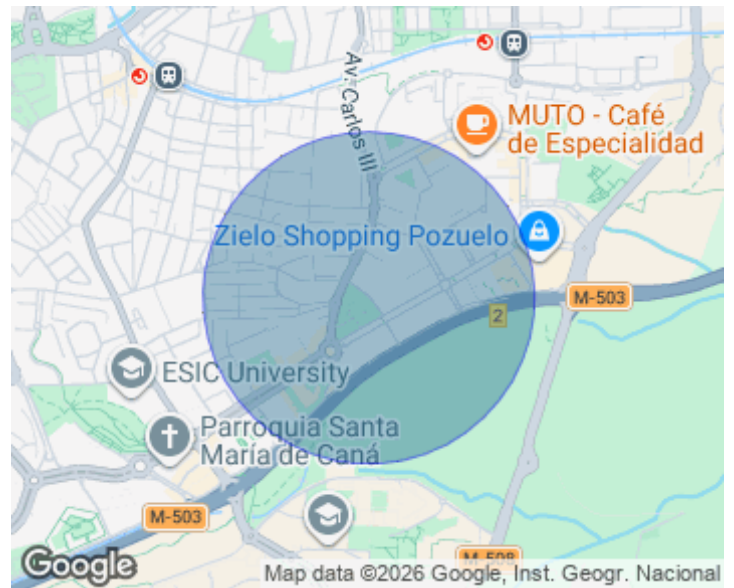 Av. Carlos III
MUTO - Café
de Especialidad
Zielo Shopping Pozuelo
M-503
2
ESIC University
Parroquia Santa
María de Caná
M-503
M-508
Google
Map data ©2026 Google, Inst. Geogr. Nacional